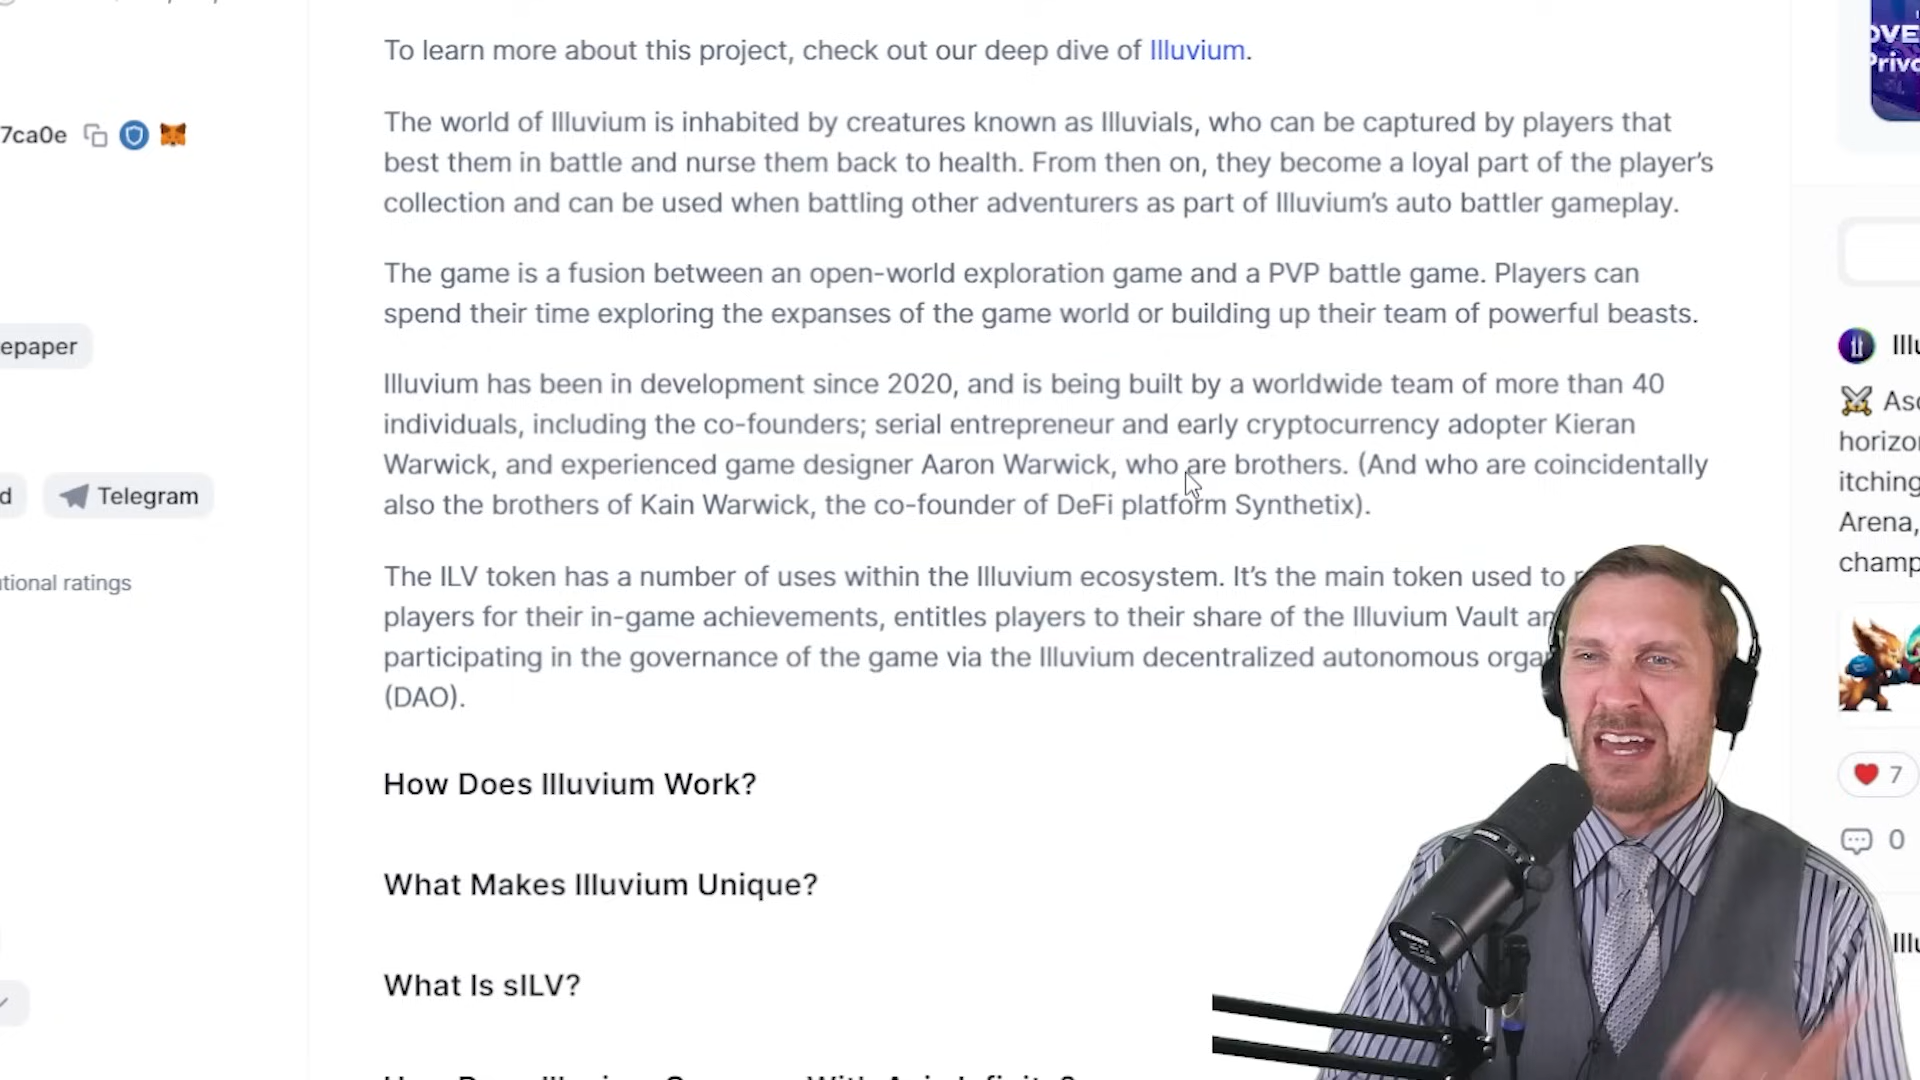 To learn more about this project, check out our deep dive of Illuvium.
The world of Illuvium is inhabited by creatures known as Illuvials, who can be captured by players that
best them in battle and nurse them back to health. From then on, they become a loyal part of the player's
collection and can be used when battling other adventurers as part of Illuvium's auto battler gameplay.
The game is a fusion between an open-world exploration game and a PVP battle game. Players can
spend their time exploring the expanses of the game world or building up their team of powerful beasts.
Illuvium has been in development since 2020, and is being built by a worldwide team of more than 40
individuals, including the co-founders; serial entrepreneur and early cryptocurrency adopter Kieran
Warwick, and experienced game designer Aaron Warwick, who are brothers. (And who are coincidentally
also the brothers of Kain Warwick, the co-founder of DeFi platform Synthetix).
The ILV token has a number of uses within the Illuvium ecosystem. It's the main token used to
players for their in-game achievements, entitles players to their share of the Illuvium Vault
participating in the governance of the game via the Illuvium decentralized autonomous orga
(DAO).
How Does Illuvium Work?
What Makes Illuvium Unique?
What Is sILV?
7ca0e
epaper
d
Telegram
tional ratings
OVE
Priva
Illu
Asc
horizon
itching
Arena,
champ
7
0
Illu